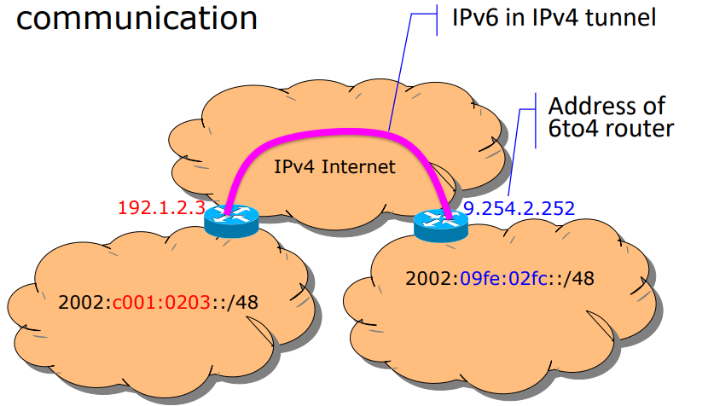 communication
IPv6 in IPv4 tunnel
Address of
6to4 router
IPv4 Internet
192.1.2.3
9.254.2.252
2002:09fe:02fc::/48
2002:c001:0203::/48